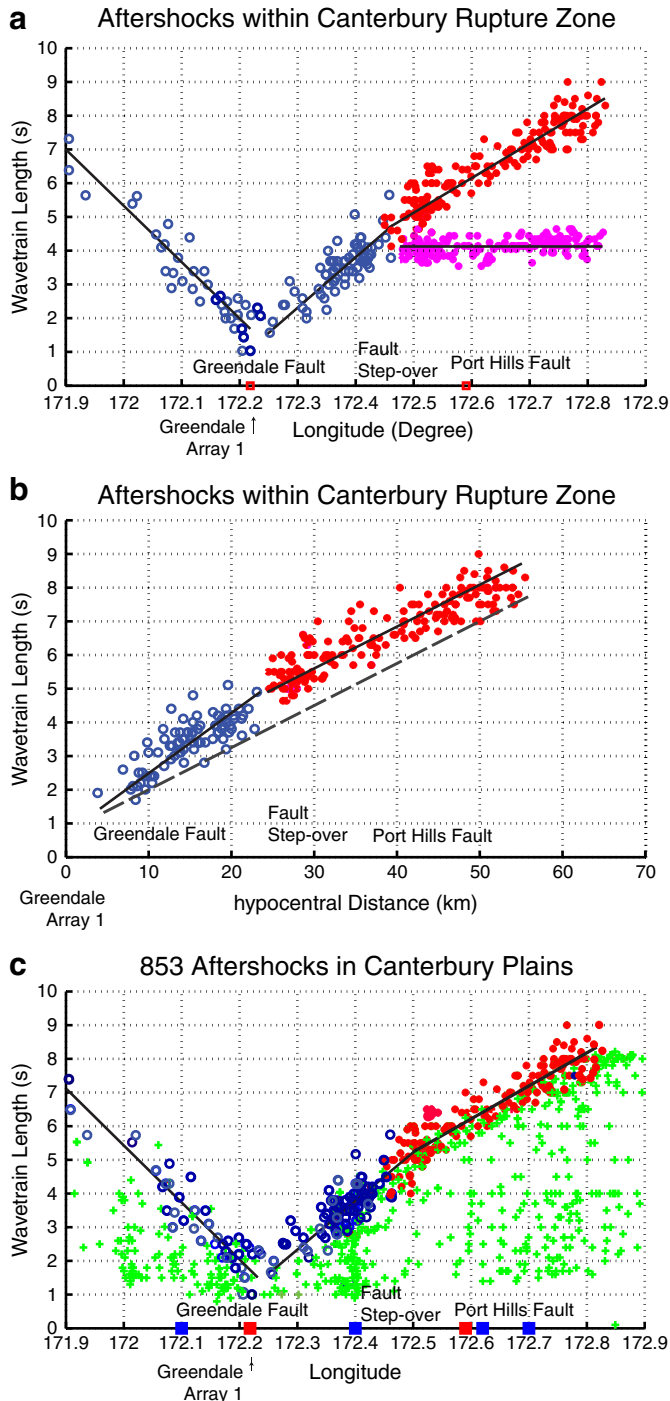 a Aftershocks within Canterbury Rupture Zone
Wavetrain Length (s)
10
9
8
7
6
5
4
3
2
1
0
Greendale Fault
Fault
Step-over
Port Hills Fault
171.9 172 172.1 172.2 172.3 172.4 172.5 172.6 172.7 172.8 172.9
Greendale
Array 1
Longitude (Degree)
b Aftershocks within Canterbury Rupture Zone
Wavetrain Length (s)
10
9
8
7
6
5
4
3
2
1
0
Greendale Fault
Fault
Step-over
Port Hills Fault
0 10 20 30 40 50 60 70
Greendale
Array 1
hypocentral Distance (km)
c 853 Aftershocks in Canterbury Plains
Wavetrain Length (s)
10
9
8
7
6
5
4
3
2
1
0
Greendale Fault
Fault
Step-over
Port Hills Fault
171.9 172 172.1 172.2 172.3 172.4 172.5 172.6 172.7 172.8 172.9
Greendale
Array 1
Longitude